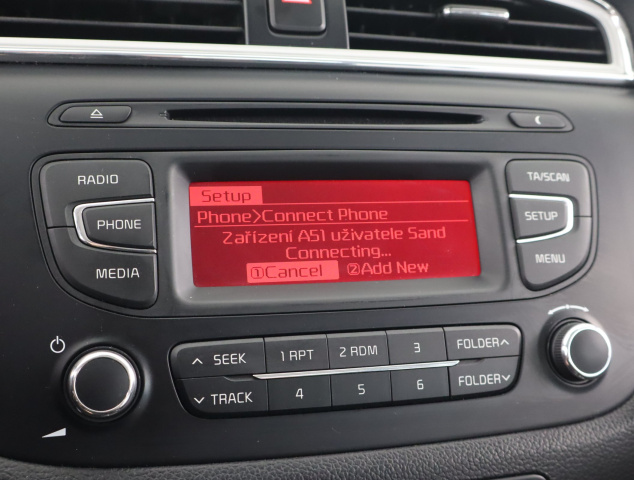 RADIO
PHONE
MEDIA
Setup
Phone>Connect Phone
Zařízení A51 uživatele Sand
Connecting...
①Cancel ②Add New
TA/SCAN
SETUP
MENU
∧ SEEK 1 RPT 2 RDM 3 FOLDER∧
∨ TRACK 4 5 6 FOLDER∨